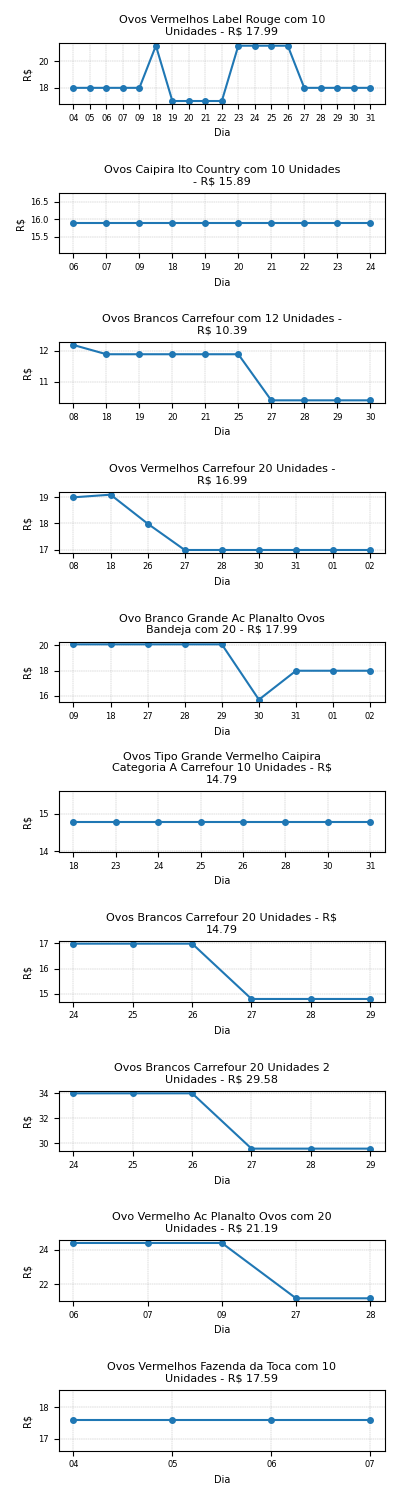 Ovos Vermelhos Label Rouge com 10
Unidades - R$ 17.99
20
18
R$
04 05 06 07 09 18 19 20 21 22 23 24 25 26 27 28 29 30 31
Dia
Ovos Caipira Ito Country com 10 Unidades
- R$ 15.89
16.5
16.0
15.5
R$
06 07 09 18 19 20 21 22 23 24
Dia
Ovos Brancos Carrefour com 12 Unidades -
R$ 10.39
12
11
R$
08 18 19 20 21 25 27 28 29 30
Dia
Ovos Vermelhos Carrefour 20 Unidades -
R$ 16.99
19
18
17
R$
08 18 26 27 28 30 31 01 02
Dia
Ovo Branco Grande Ac Planalto Ovos
Bandeja com 20 - R$ 17.99
20
18
16
R$
09 18 27 28 29 30 31 01 02
Dia
Ovos Tipo Grande Vermelho Caipira
Categoria A Carrefour 10 Unidades - R$
14.79
15
14
R$
18 23 24 25 26 28 30 31
Dia
Ovos Brancos Carrefour 20 Unidades - R$
14.79
17
16
15
R$
24 25 26 27 28 29
Dia
Ovos Brancos Carrefour 20 Unidades 2
Unidades - R$ 29.58
34
32
30
R$
24 25 26 27 28 29
Dia
Ovo Vermelho Ac Planalto Ovos com 20
Unidades - R$ 21.19
24
22
R$
06 07 09 27 28
Dia
Ovos Vermelhos Fazenda da Toca com 10
Unidades - R$ 17.59
18
17
R$
04 05 06 07
Dia